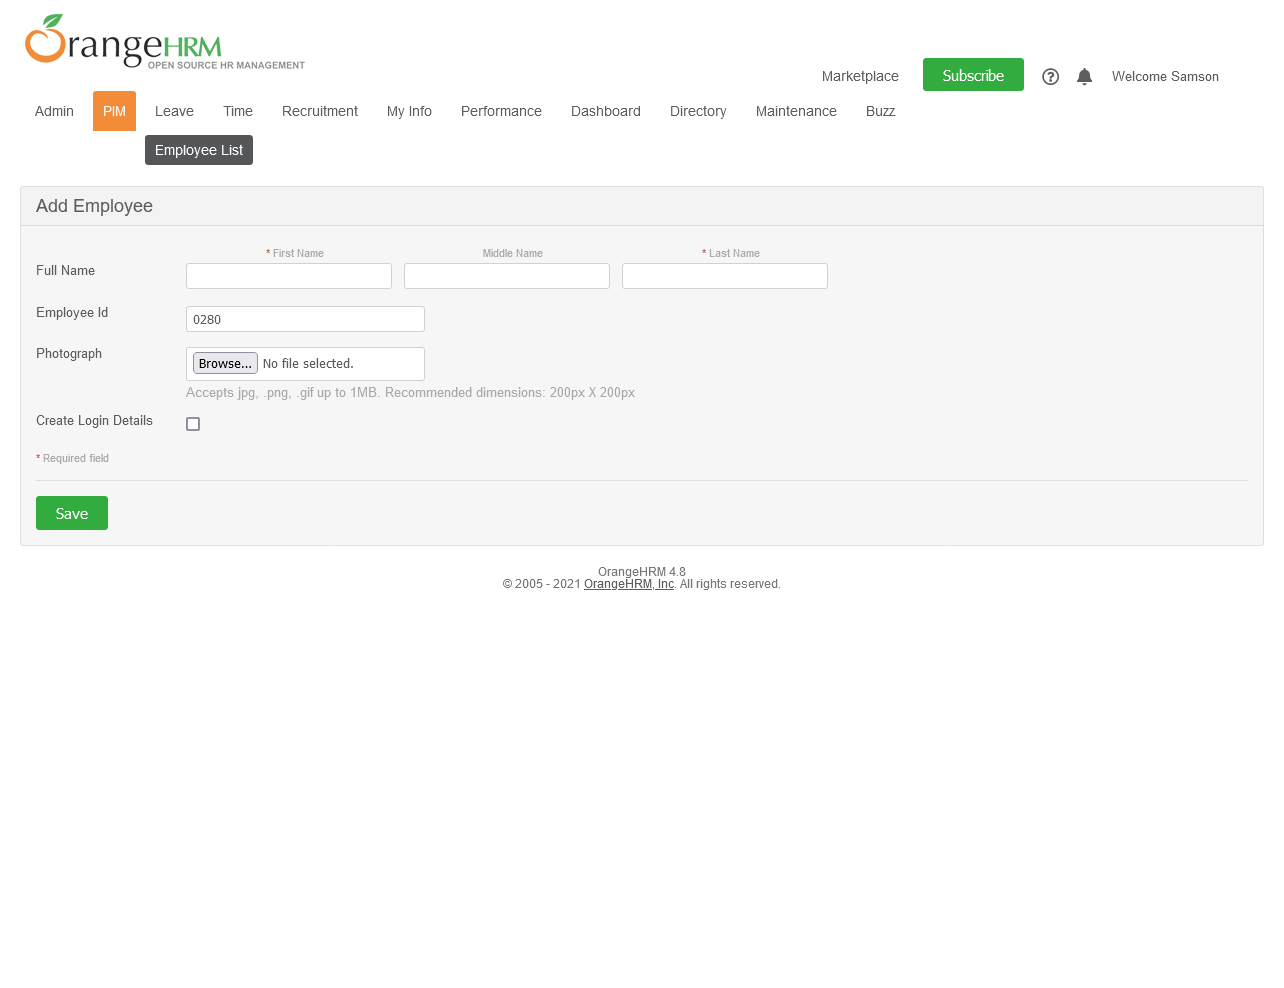 OrangeHRM
OPEN SOURCE HR MANAGEMENT
Marketplace Subscribe Welcome Samson
Admin PIM Leave Time Recruitment My Info Performance Dashboard Directory Maintenance Buzz
Employee List
Add Employee
* First Name Middle Name * Last Name
Full Name
Employee Id 0280
Photograph Browse... No file selected.
Accepts jpg, .png, .gif up to 1MB. Recommended dimensions: 200px X 200px
Create Login Details
* Required field
Save
OrangeHRM 4.8
© 2005 - 2021 OrangeHRM, Inc. All rights reserved.